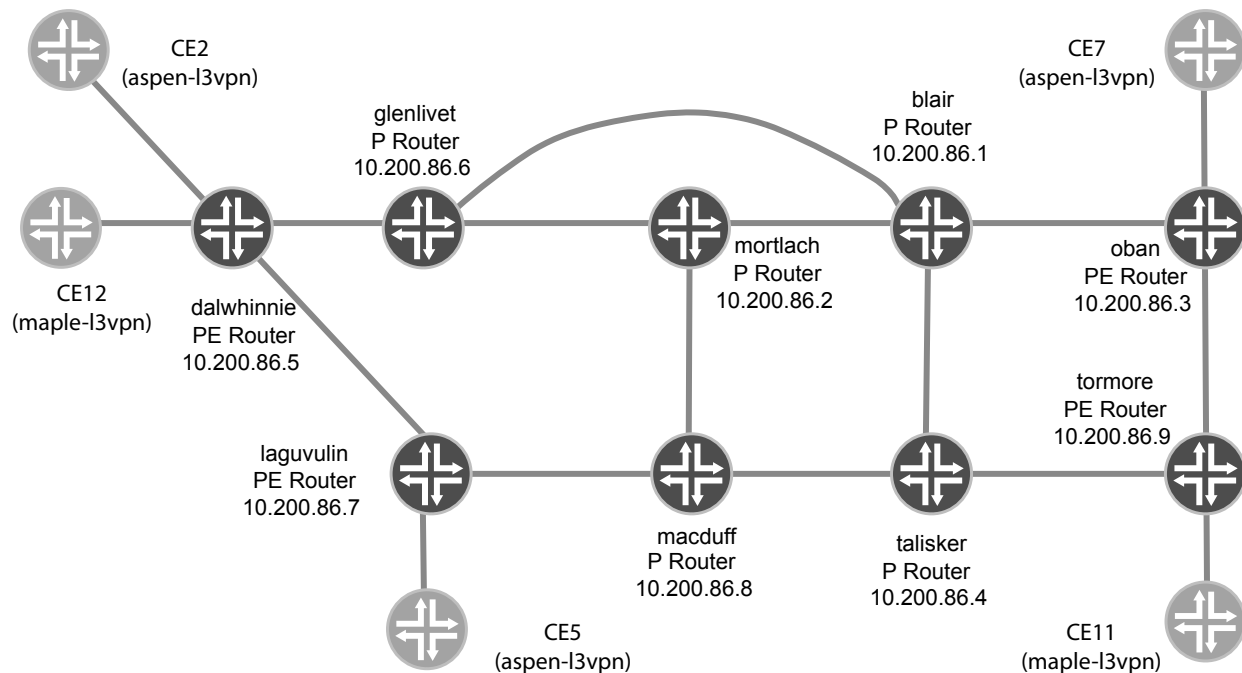 CE2
(aspen-l3vpn)
glenlivet
P Router
10.200.86.6
blair
P Router
10.200.86.1
CE7
(aspen-l3vpn)
CE12
(maple-l3vpn)
dalwhinnie
PE Router
10.200.86.5
mortlach
P Router
10.200.86.2
oban
PE Router
10.200.86.3
laguvulin
PE Router
10.200.86.7
tormore
PE Router
10.200.86.9
macduff
P Router
10.200.86.8
talisker
P Router
10.200.86.4
CE5
(aspen-l3vpn)
CE11
(maple-l3vpn)